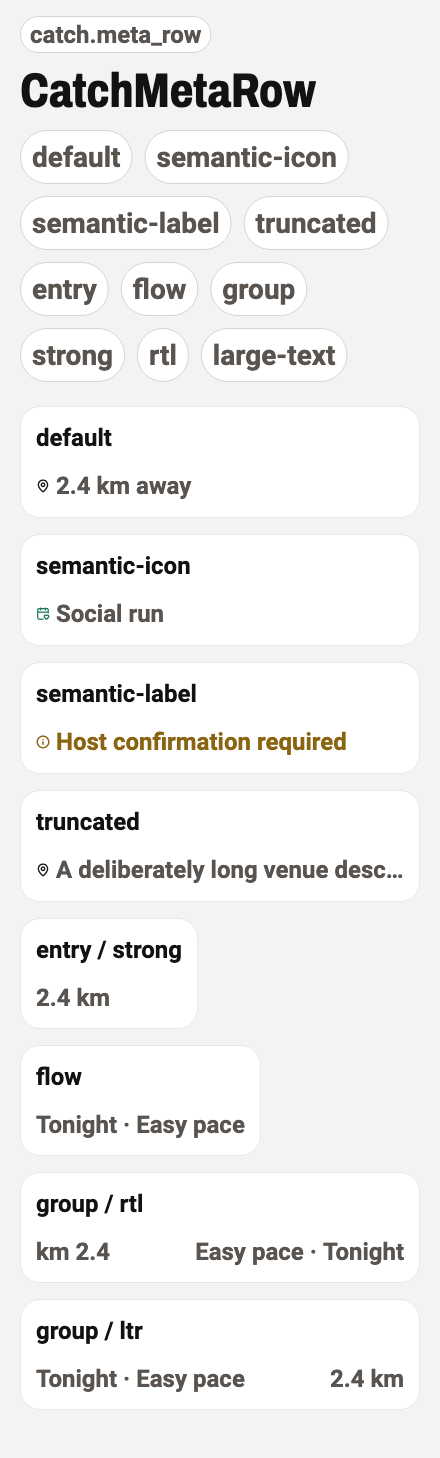 catch.meta_row
CatchMetaRow
default semantic-icon
semantic-label truncated
entry flow group
strong rtl large-text
default
2.4 km away
semantic-icon
Social run
semantic-label
Host confirmation required
truncated
A deliberately long venue desc...
entry / strong
2.4 km
flow
Tonight · Easy pace
group / rtl
km 2.4 Easy pace · Tonight
group / ltr
Tonight · Easy pace 2.4 km